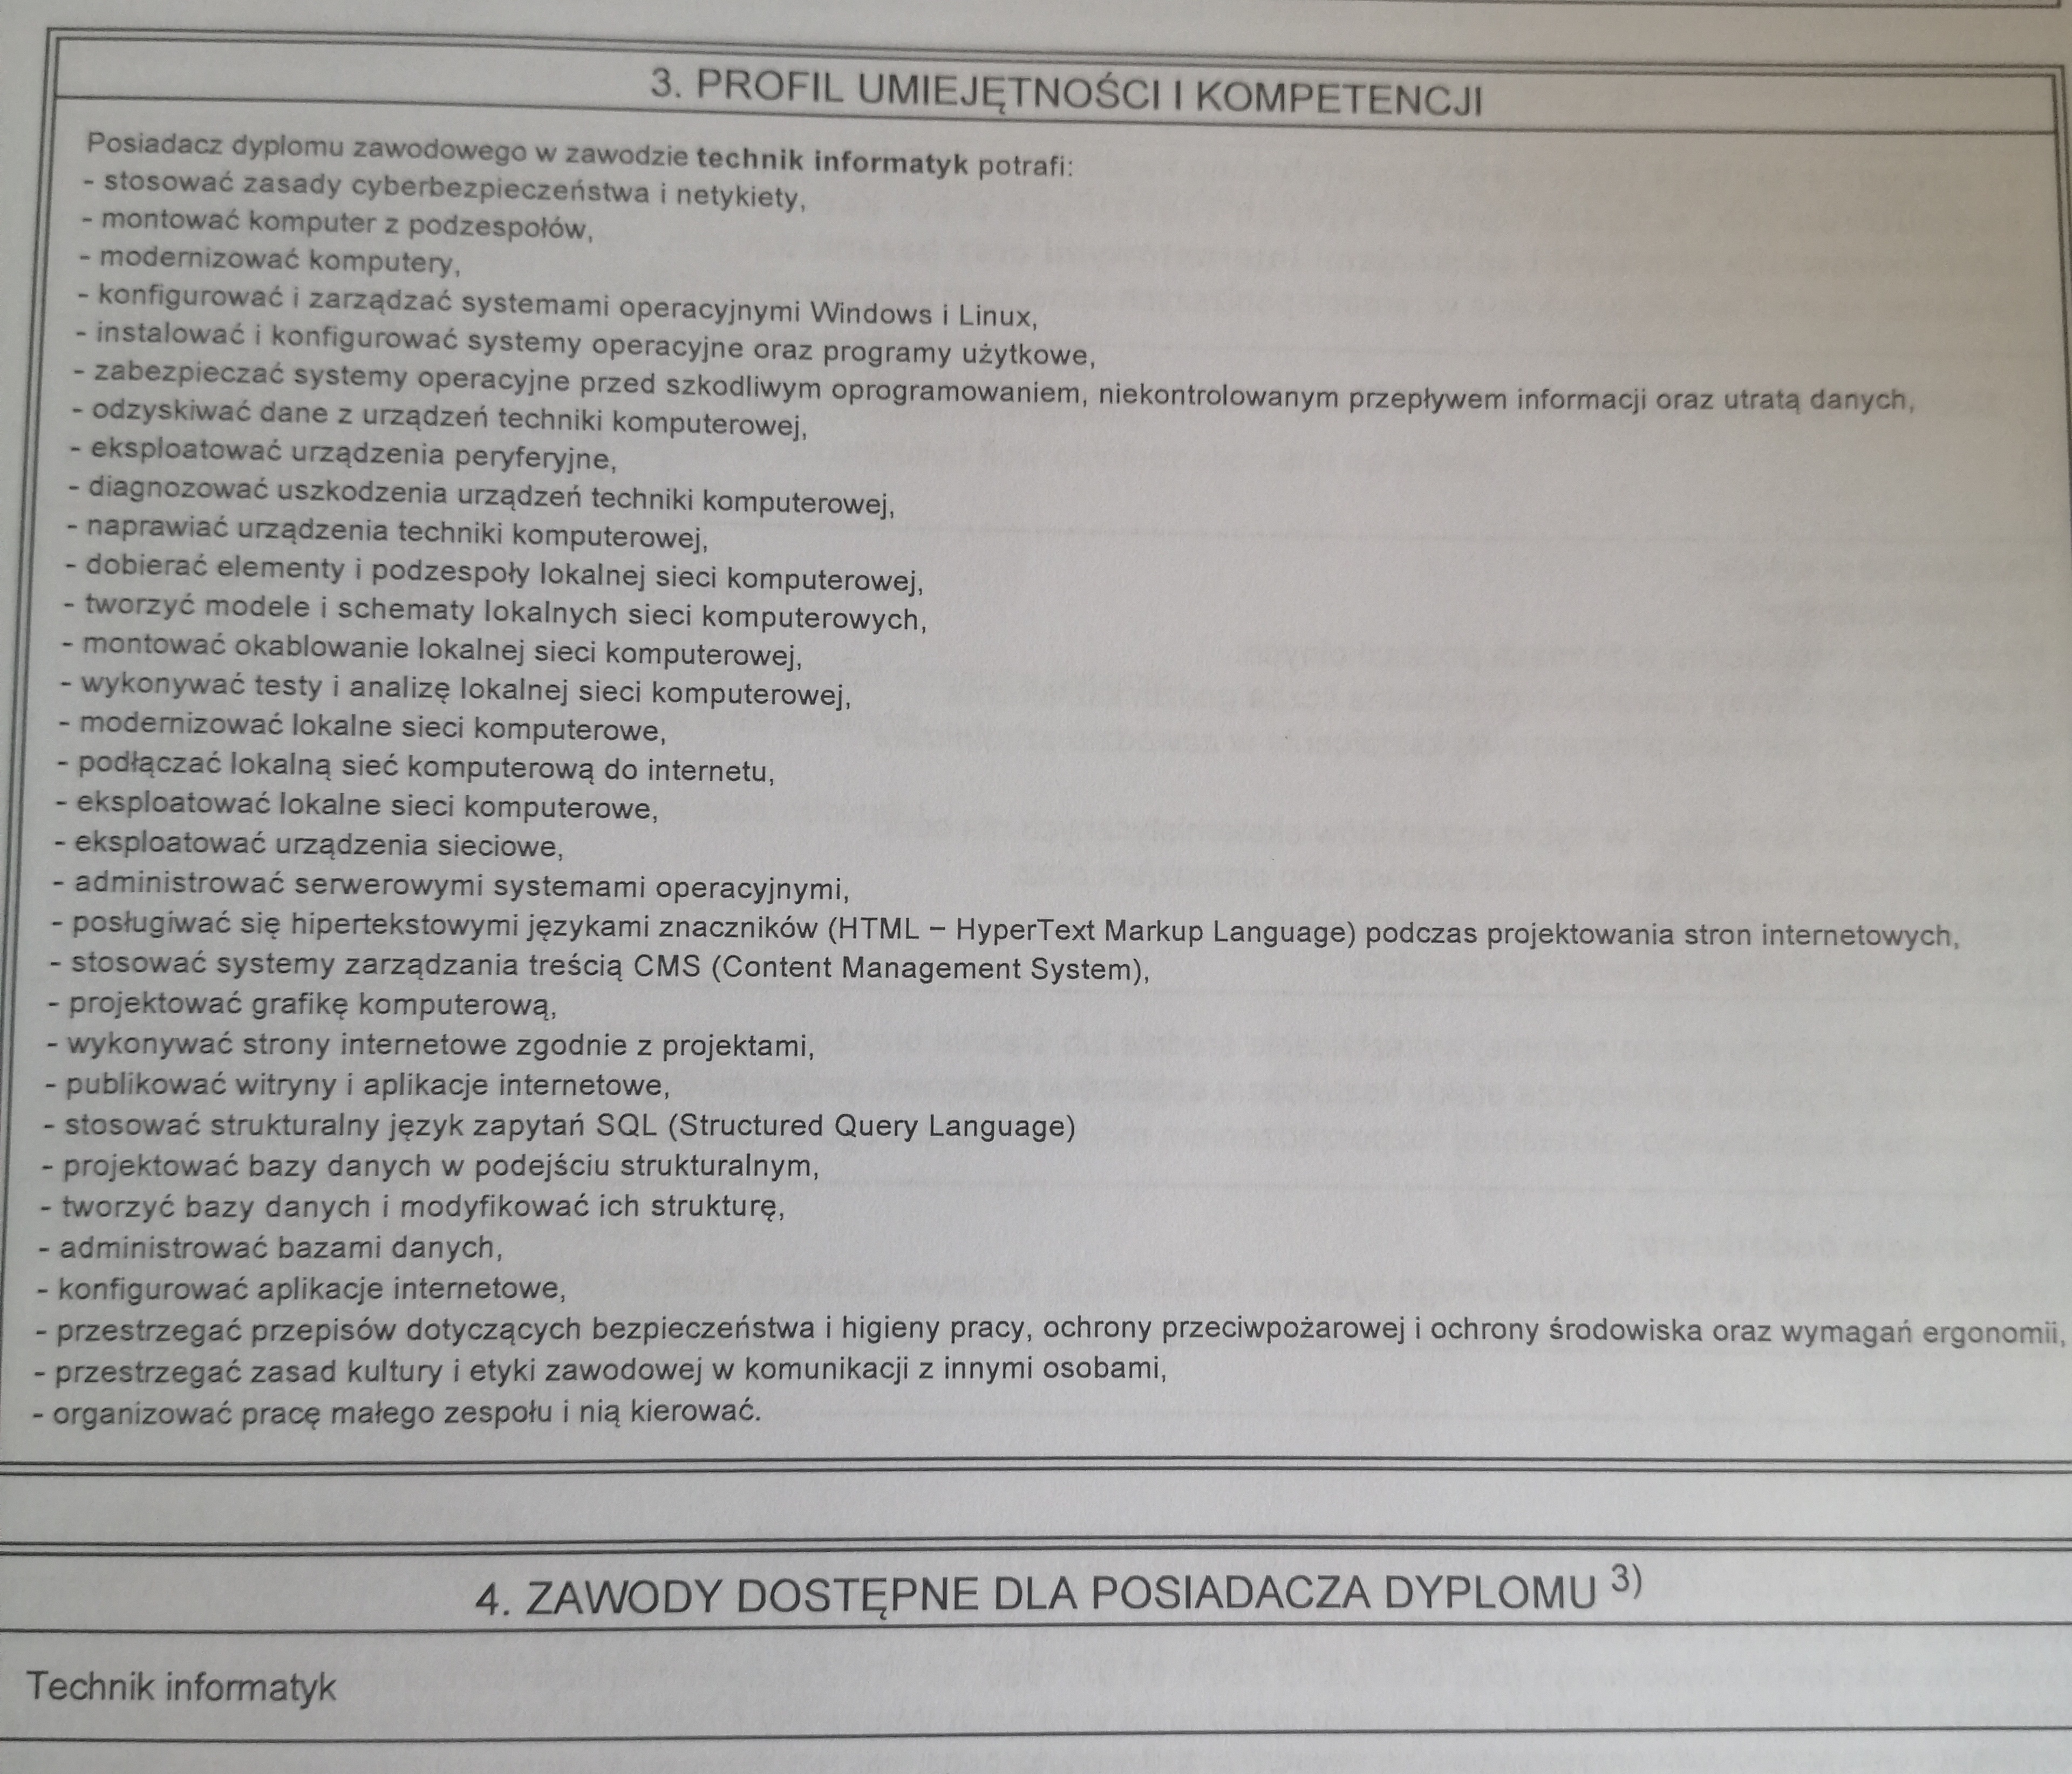 3. PROFIL UMIEJĘTNOŚCI I KOMPETENCJI
Posiadacz dyplomu zawodowego w zawodzie technik informatyk potrafi:
- stosować zasady cyberbezpieczeństwa i netykiety,
- montować komputer z podzespołów,
- modernizować komputery,
- konfigurować i zarządzać systemami operacyjnymi Windows i Linux,
- instalować i konfigurować systemy operacyjne oraz programy użytkowe,
- zabezpieczać systemy operacyjne przed szkodliwym oprogramowaniem, niekontrolowanym przepływem informacji oraz utratą danych,
- odzyskiwać dane z urządzeń techniki komputerowej,
- eksploatować urządzenia peryferyjne,
- diagnozować uszkodzenia urządzeń techniki komputerowej,
- naprawiać urządzenia techniki komputerowej,
- dobierać elementy i podzespoły lokalnej sieci komputerowej,
- tworzyć modele i schematy lokalnych sieci komputerowych,
- montować okablowanie lokalnej sieci komputerowej,
- wykonywać testy i analizę lokalnej sieci komputerowej,
- modernizować lokalne sieci komputerowe,
- podłączać lokalną sieć komputerową do internetu,
- eksploatować lokalne sieci komputerowe,
- eksploatować urządzenia sieciowe,
- administrować serwerowymi systemami operacyjnymi,
- posługiwać się hipertekstowymi językami znaczników (HTML – HyperText Markup Language) podczas projektowania stron internetowych,
- stosować systemy zarządzania treścią CMS (Content Management System),
- projektować grafikę komputerową,
- wykonywać strony internetowe zgodnie z projektami,
- publikować witryny i aplikacje internetowe,
- stosować strukturalny język zapytań SQL (Structured Query Language)
- projektować bazy danych w podejściu strukturalnym,
- tworzyć bazy danych i modyfikować ich strukturę,
- administrować bazami danych,
- konfigurować aplikacje internetowe,
- przestrzegać przepisów dotyczących bezpieczeństwa i higieny pracy, ochrony przeciwpożarowej i ochrony środowiska oraz wymagań ergonomii,
- przestrzegać zasad kultury i etyki zawodowej w komunikacji z innymi osobami,
- organizować pracę małego zespołu i nią kierować.
4. ZAWODY DOSTĘPNE DLA POSIADACZA DYPLOMU 3)
Technik informatyk